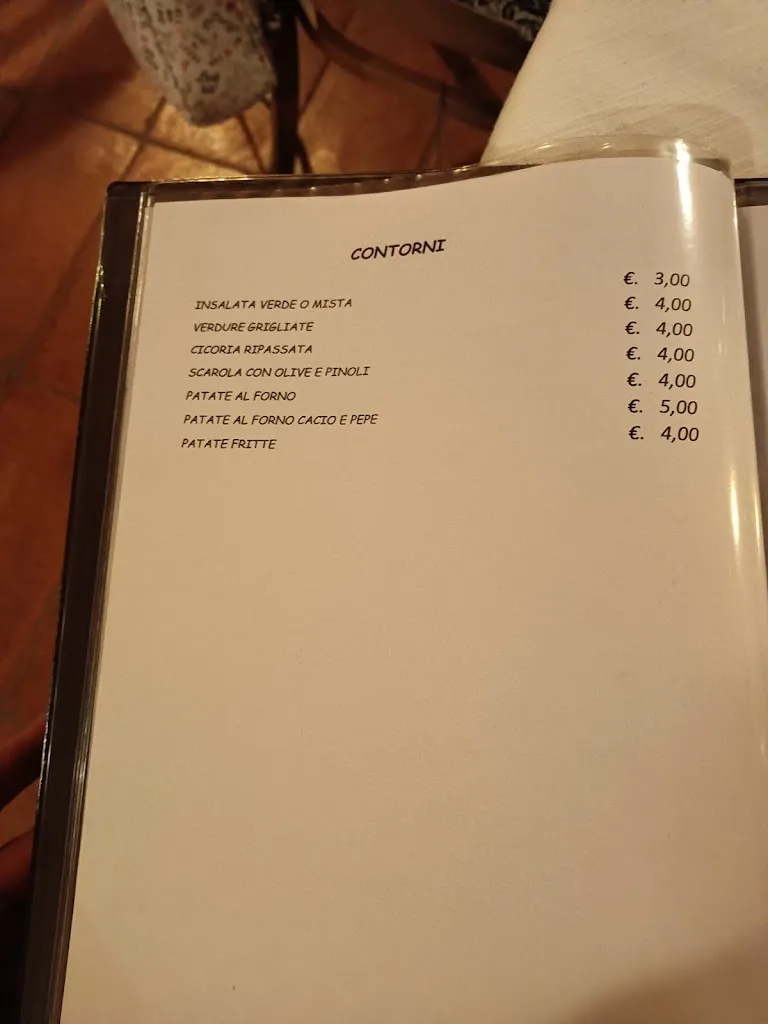 CONTORNI
INSALATA VERDE O MISTA €. 3,00
VERDURE GRIGLIATE €. 4,00
CICORIA RIPASSATA €. 4,00
SCAROLA CON OLIVE E PINOLI €. 4,00
PATATE AL FORNO €. 4,00
PATATE AL FORNO CACIO E PEPE €. 5,00
PATATE FRITTE €. 4,00